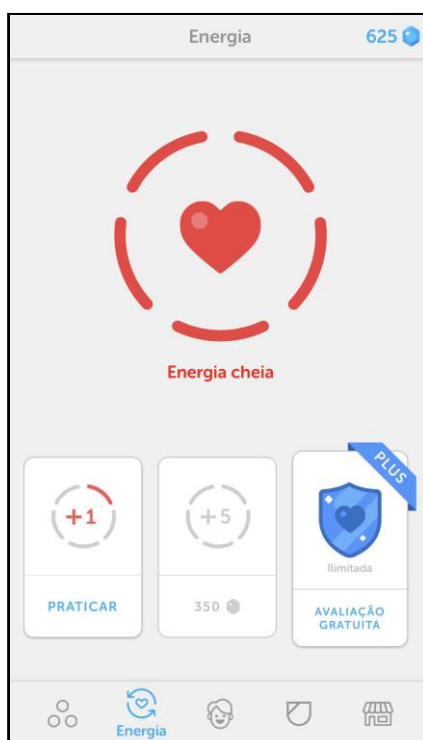 Energia
625
Energia cheia
+1
PRATICAR
+5
350
PLUS
Ilimitada
AVALIAÇÃO
GRATUITA
Energia